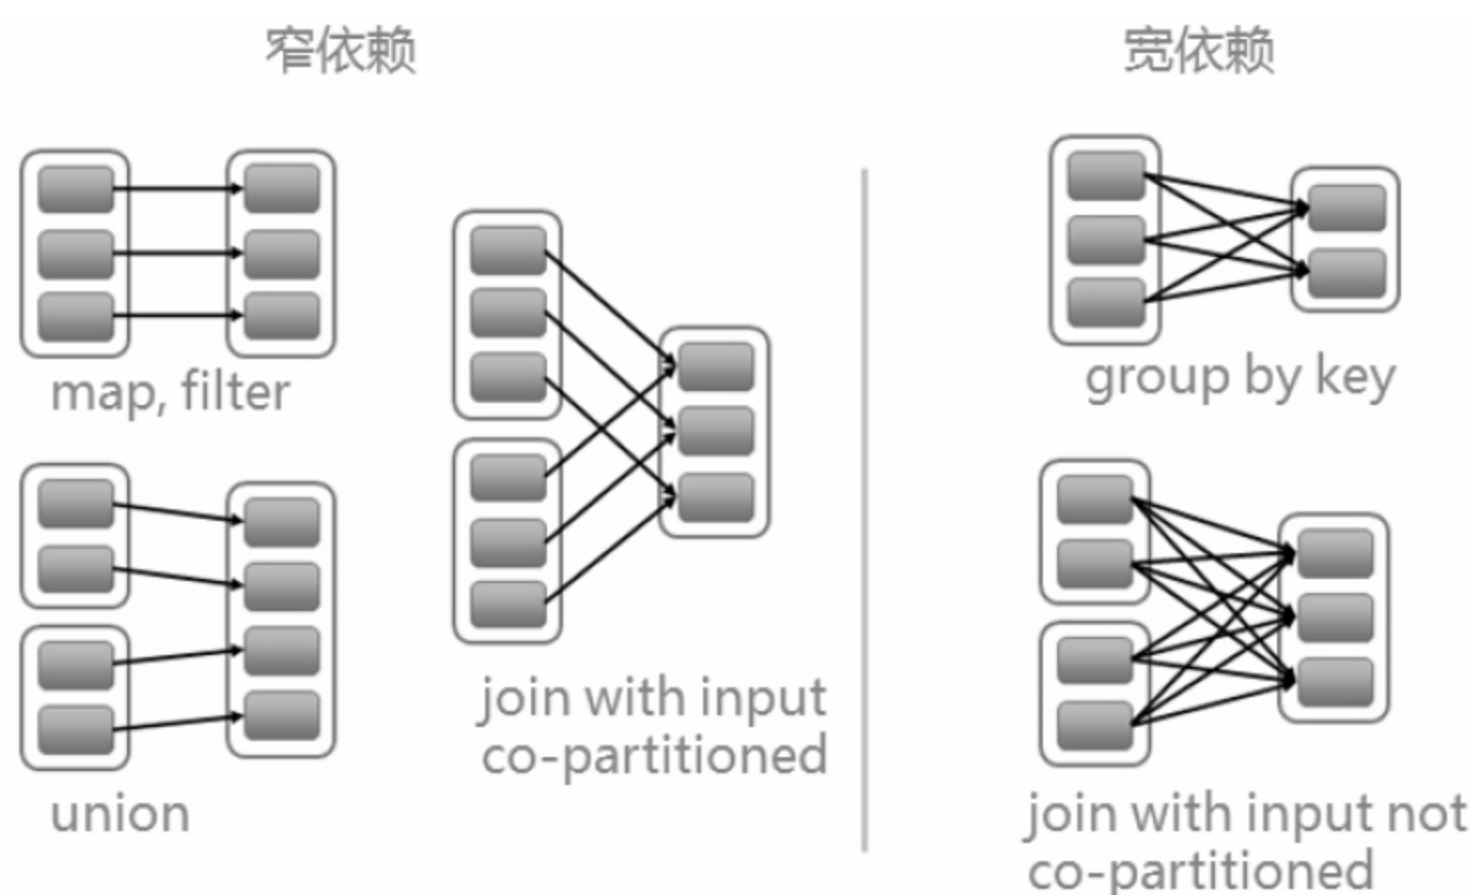 窄依赖
宽依赖
map, filter
union
join with input
co-partitioned
group by key
join with input not
co-partitioned